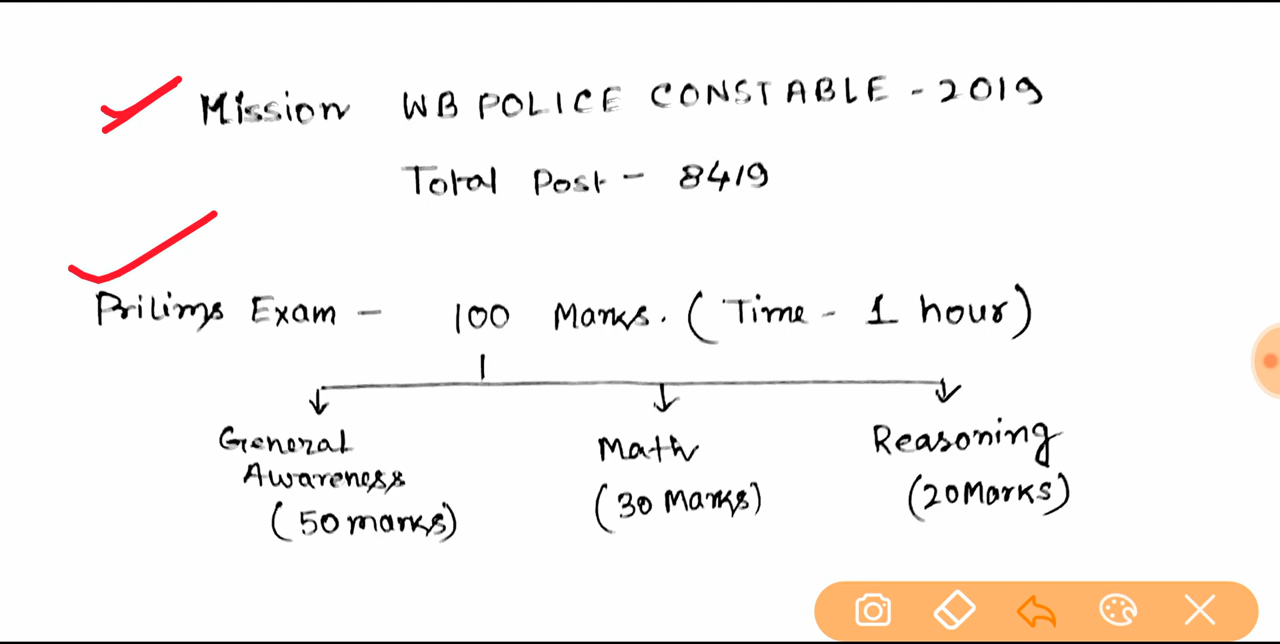 Mission WB POLICE CONSTABLE - 2019
Total Post - 8419
Prilims Exam - 100 Marks. (Time - 1 hour)
General
Awareness
(50 marks)
Math
(30 Marks)
Reasoning
(20 Marks)